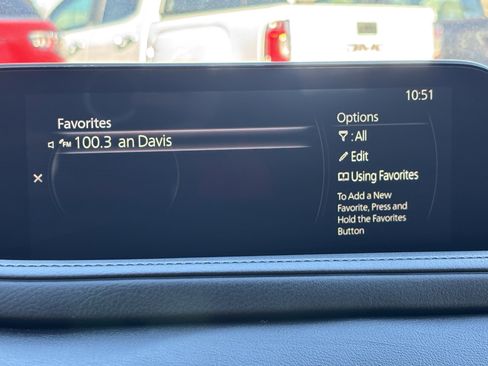 10:51
Favorites
FM 100.3 an Davis
Options
: All
Edit
Using Favorites
To Add a New
Favorite, Press and
Hold the Favorites
Button